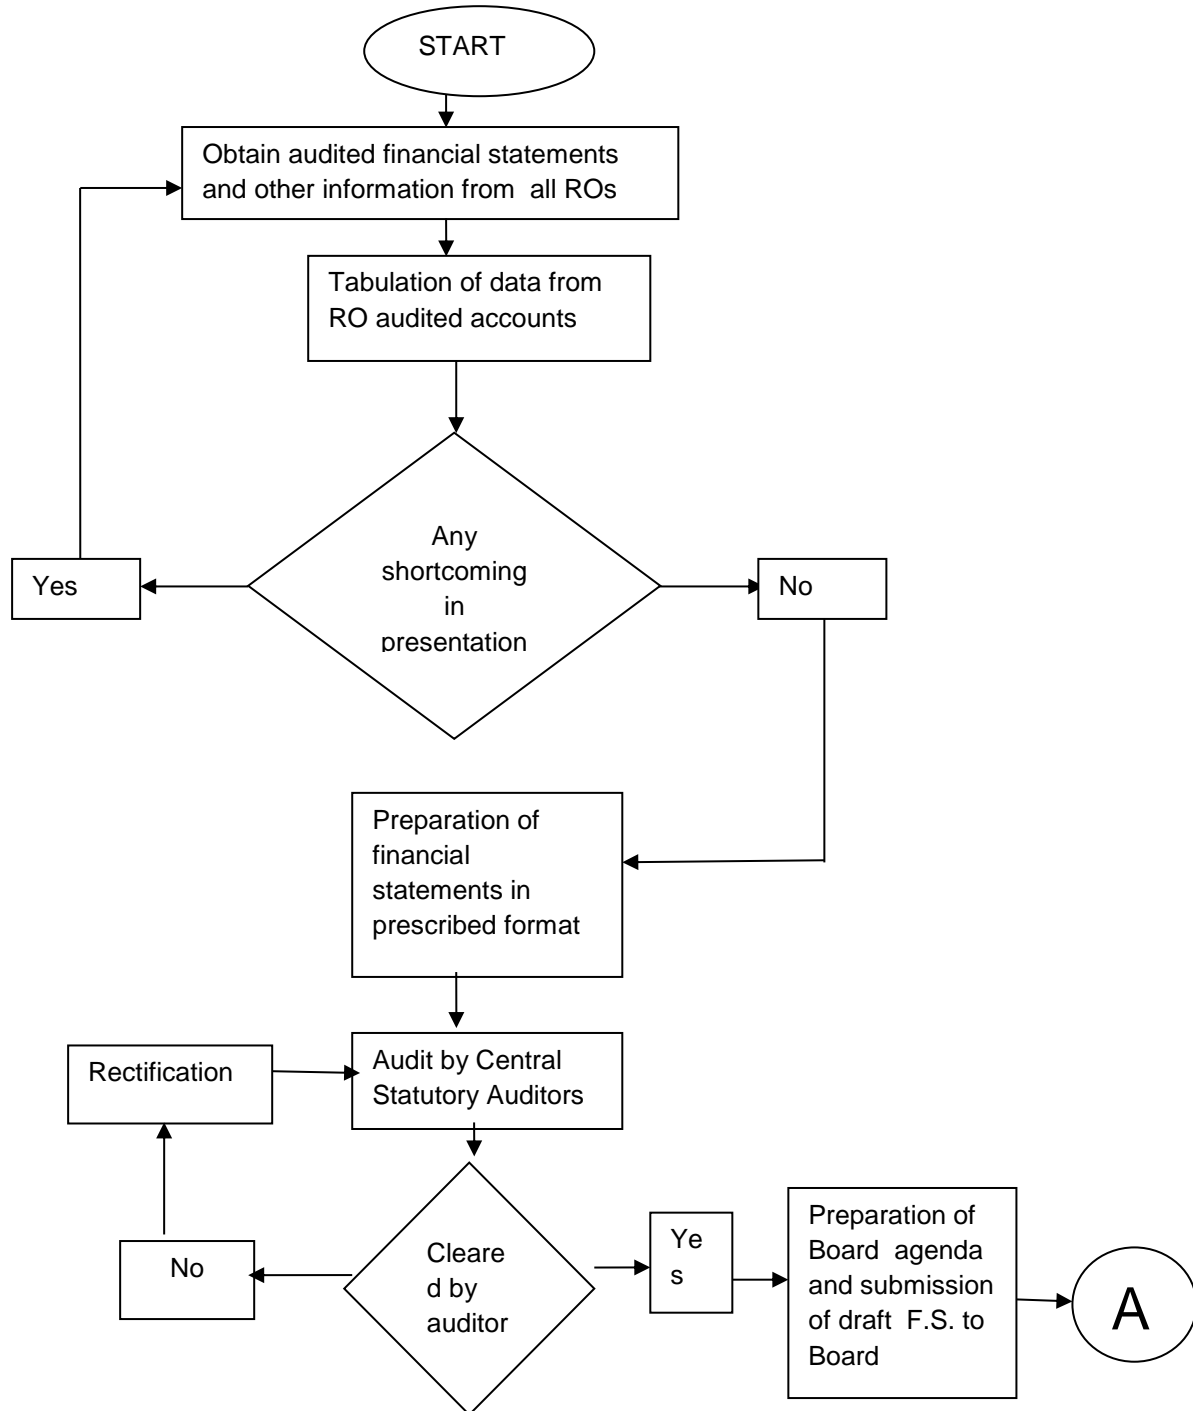 START
Obtain audited financial statements
and other information from all ROs
Tabulation of data from
RO audited accounts
Any
shortcoming
in
presentation
Yes
No
Preparation of
financial
statements in
prescribed format
Rectification
Audit by Central
Statutory Auditors
No
Cleare
d by
auditor
Ye
s
Preparation of
Board agenda
and submission
of draft F.S. to
Board
A